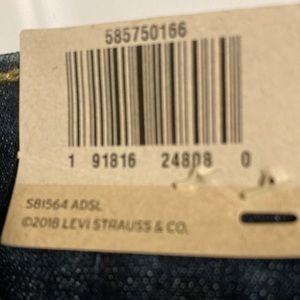 585750166
1 91816 24808 0
S81564 ADSL
©2018 LEVI STRAUSS & CO.